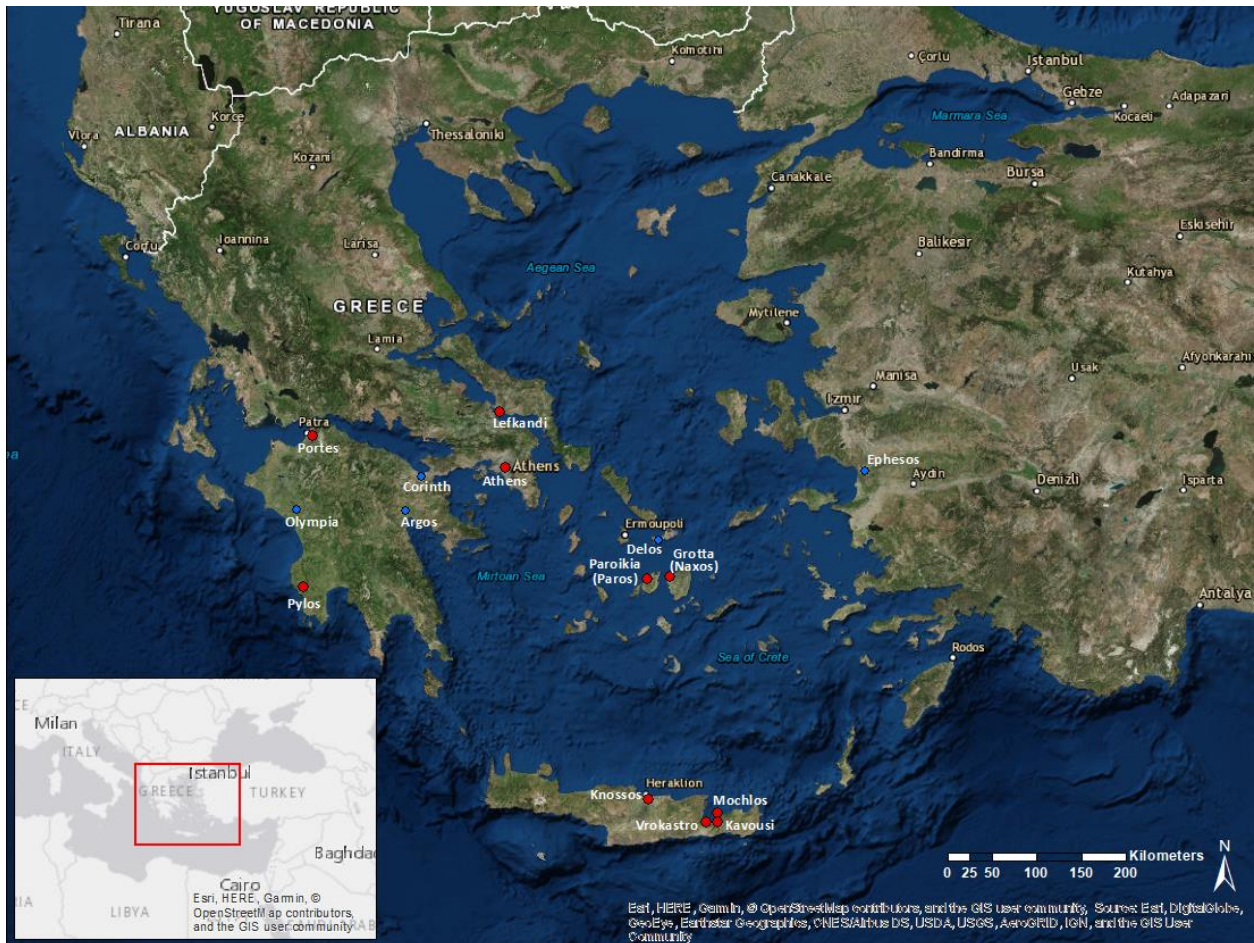 YUGOSLAV REPUBLIC
OF MACEDONIA
Tirana
Komotini
Çorlu
Istanbul
Gebze
Adapazari
Kocaeli
Marmara Sea
Korce
ALBANIA
Vlora
Thessaloniki
Kozani
Bandirma
Bursa
Canakkale
Eskisehir
Corfu
Ioannina
Larisa
Balikesir
Aegean Sea
Kutahya
GREECE
Mytilene
Lamia
Afyonkarahi
Usak
Manisa
Izmir
Lefkandi
Patra
Portes
Athens
Athens
Corinth
Ephesos
Aydin
Denizli
Isparta
Olympia
Argos
Ermoupoli
Delos
Grotta
(Naxos)
Paroikia
(Paros)
Mirtoan Sea
Pylos
Antalya
Sea of Crete
Rodos
Heraklion
Knossos
Mochlos
Vrokastro
Kavousi
Milan
ITALY
Istanbul
GREECE
TURKEY
Baghdad
Cairo
LIBYA
Esri, HERE, Garmin, ©
OpenStreetMap contributors,
and the GIS user community
Kilometers
0 25 50 100 150 200
N
Esri, HERE, Garmin, © OpenStreetMap contributors, and the GIS user community, Source: Esri, DigitalGlobe,
GeoEye, Earthstar Geographics, CNES/Airbus DS, USDA, USGS, AeroGRID, IGN, and the GIS User
Community